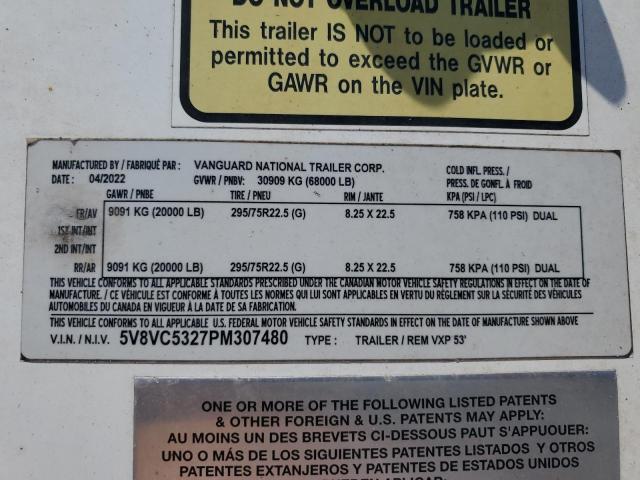 DO NOT OVERLOAD TRAILER
This trailer IS NOT to be loaded or
permitted to exceed the GVWR or
GAWR on the VIN plate.
MANUFACTURED BY / FABRIQUÉ PAR : VANGUARD NATIONAL TRAILER CORP. COLD INFL. PRESS./
DATE : 04/2022 GVWR / PNBV: 30909 KG (68000 LB) PRESS. DE GONFL. À FROID
GAWR / PNBE TIRE / PNEU RIM / JANTE KPA (PSI / LPC)
FR/AV 9091 KG (20000 LB) 295/75R22.5 (G) 8.25 X 22.5 758 KPA (110 PSI) DUAL
1ST INT/INT
2ND INT/INT
RR/AR 9091 KG (20000 LB) 295/75R22.5 (G) 8.25 X 22.5 758 KPA (110 PSI) DUAL
THIS VEHICLE CONFORMS TO ALL APPLICABLE STANDARDS PRESCRIBED UNDER THE CANADIAN MOTOR VEHICLE SAFETY REGULATIONS IN EFFECT ON THE DATE OF
MANUFACTURE. / CE VÉHICULE EST CONFORME À TOUTES LES NORMES QUI LUI SONT APPLICABLES EN VERTU DU RÈGLEMENT SUR LA SÉCURITÉ DES VÉHICULES
AUTOMOBILES DU CANADA EN VIGUEUR À LA DATE DE SA FABRICATION.
THIS VEHICLE CONFORMS TO ALL APPLICABLE U.S. FEDERAL MOTOR VEHICLE SAFETY STANDARDS IN EFFECT ON THE DATE OF MANUFACTURE SHOWN ABOVE
V.I.N. / N.I.V. 5V8VC5327PM307480 TYPE : TRAILER / REM VXP 53'
ONE OR MORE OF THE FOLLOWING LISTED PATENTS
& OTHER FOREIGN & U.S. PATENTS MAY APPLY:
AU MOINS UN DES BREVETS CI-DESSOUS PAUT S'APPUOUER:
UNO O MÁS DE LOS SIGUIENTES PATENTES LISTADOS Y OTROS
PATENTES EXTANJEROS Y PATENTES DE ESTADOS UNIDOS